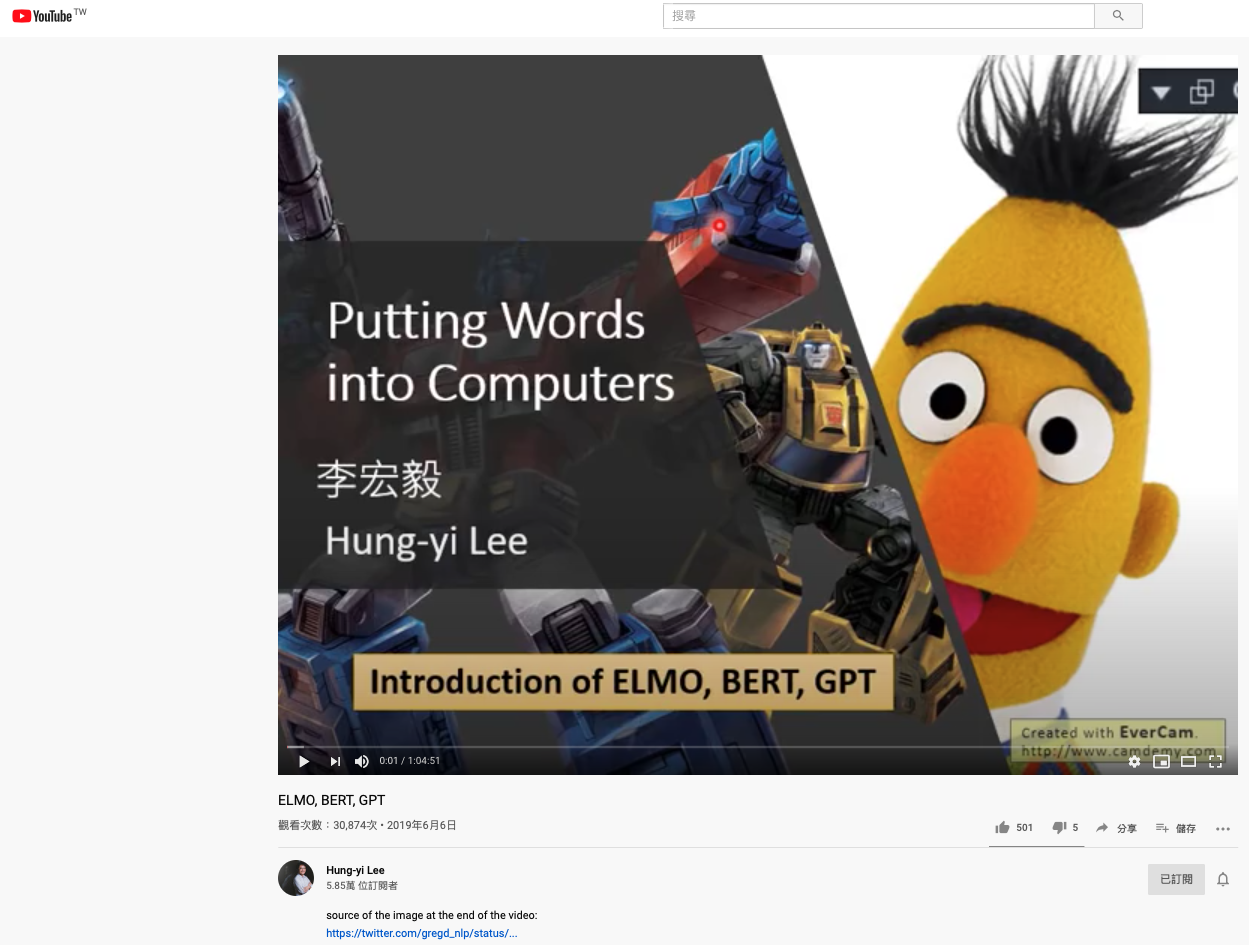 YouTube TW
搜尋
Putting Words
into Computers
李宏毅
Hung-yi Lee
Introduction of ELMO, BERT, GPT
Created with EverCam.
http://www.camdemy.com
0:01 / 1:04:51
ELMO, BERT, GPT
觀看次數：30,874次 • 2019年6月6日
501
5
分享
儲存
Hung-yi Lee
5.85萬 位訂閱者
已訂閱
source of the image at the end of the video:
https://twitter.com/gregd_nlp/status/...